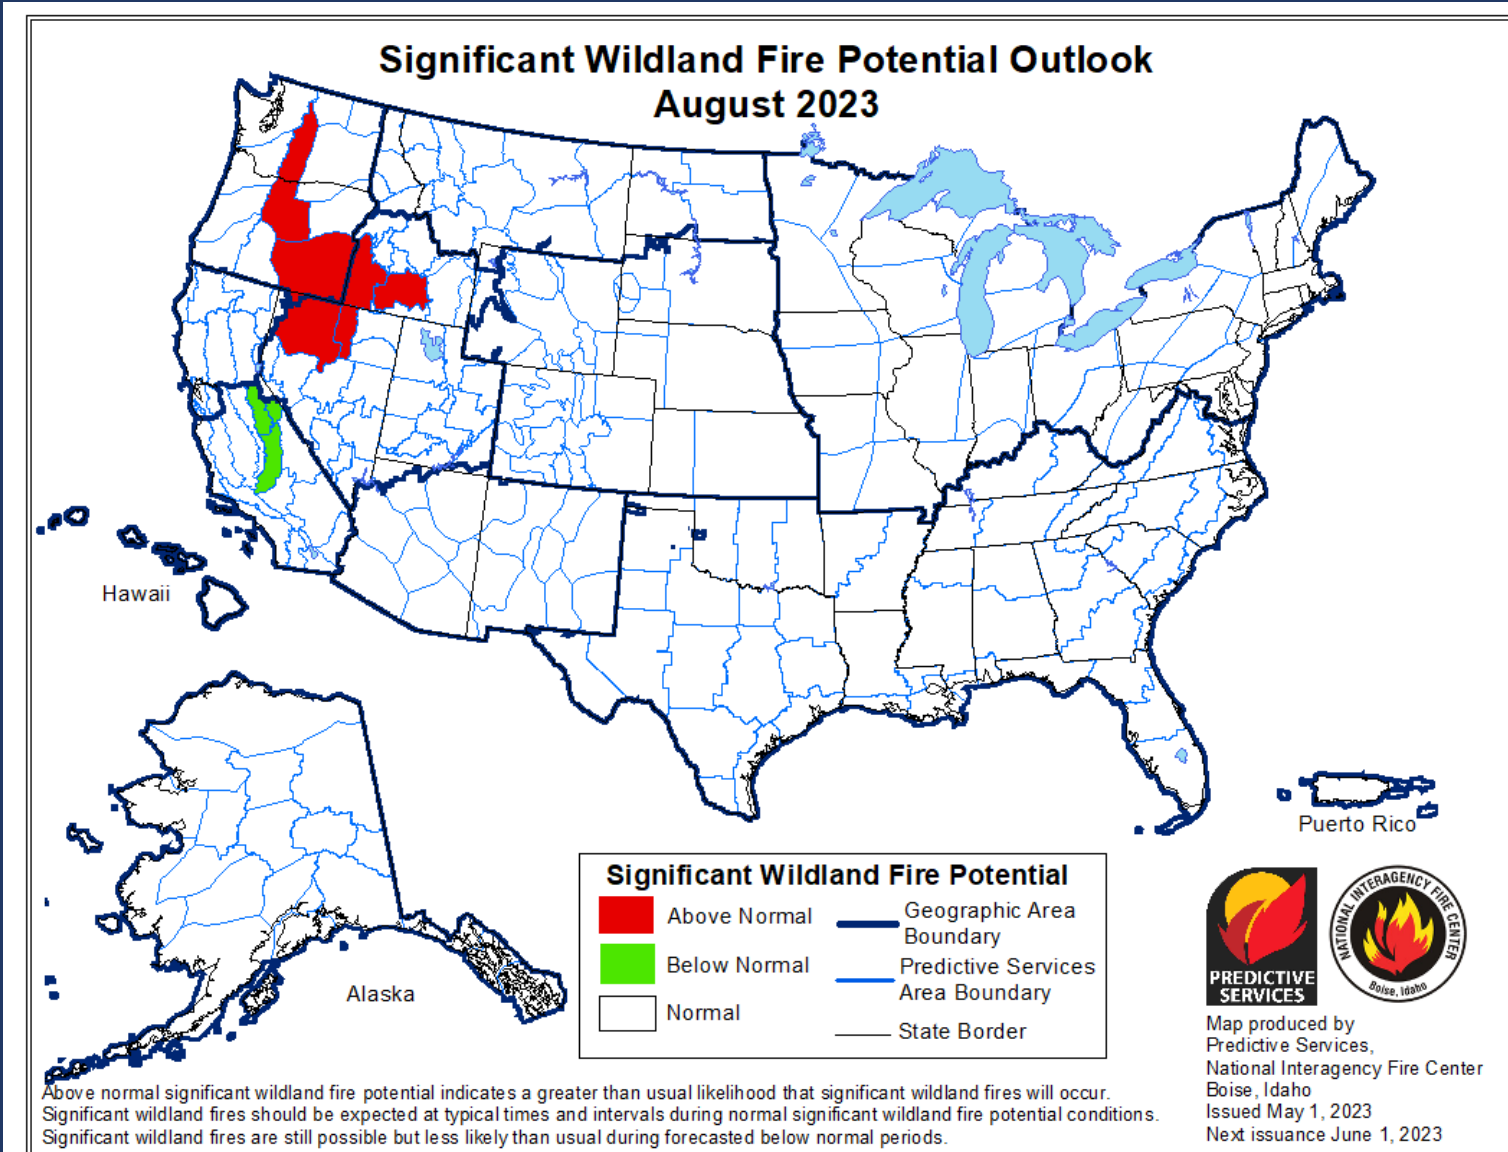 Significant Wildland Fire Potential Outlook
August 2023
Hawaii
Alaska
Puerto Rico
Significant Wildland Fire Potential
Above Normal
Below Normal
Normal
Geographic Area
Boundary
Predictive Services
Area Boundary
State Border
PREDICTIVE
SERVICES
NATIONAL INTERAGENCY FIRE CENTER
Boise, Idaho
Map produced by
Predictive Services,
National Interagency Fire Center
Boise, Idaho
Issued May 1, 2023
Next issuance June 1, 2023
Above normal significant wildland fire potential indicates a greater than usual likelihood that significant wildland fires will occur.
Significant wildland fires should be expected at typical times and intervals during normal significant wildland fire potential conditions.
Significant wildland fires are still possible but less likely than usual during forecasted below normal periods.